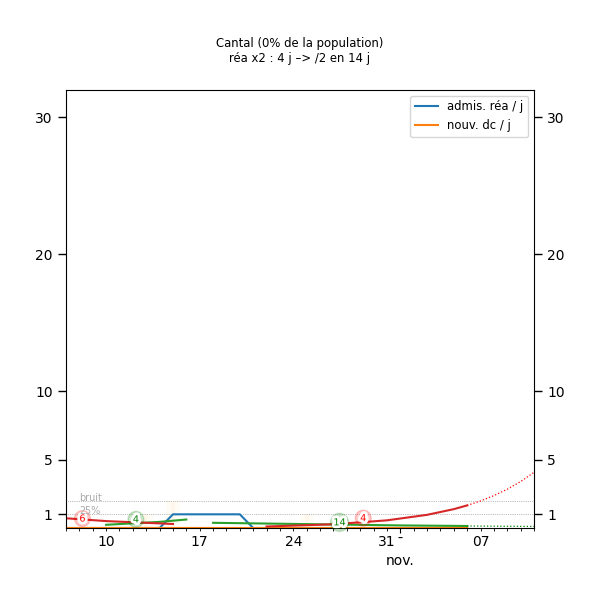 Cantal (0% de la population)
réa x2 : 4 j –> /2 en 14 j
admis. réa / j
nouv. dc / j
30 30
20 20
10 10
5 5
bruit
25%
1 1
6 4 14 4
10 17 24 31 - 07
nov.